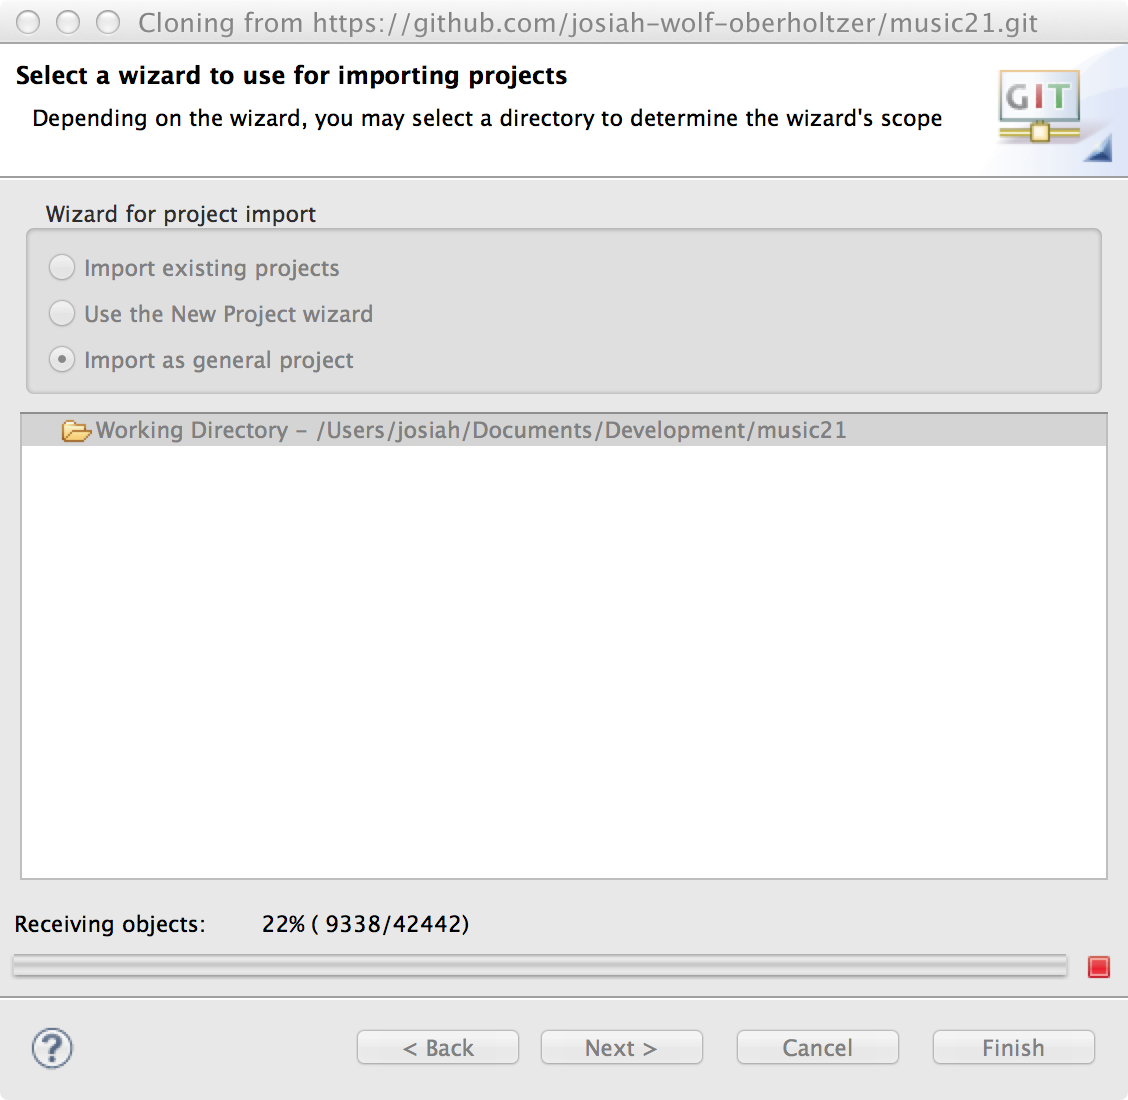 Cloning from https://github.com/josiah-wolf-oberholtzer/music21.git
Select a wizard to use for importing projects
Depending on the wizard, you may select a directory to determine the wizard's scope
GIT
Wizard for project import
Import existing projects
Use the New Project wizard
Import as general project
Working Directory – /Users/josiah/Documents/Development/music21
Receiving objects: 22% ( 9338/42442)
? < Back Next > Cancel Finish